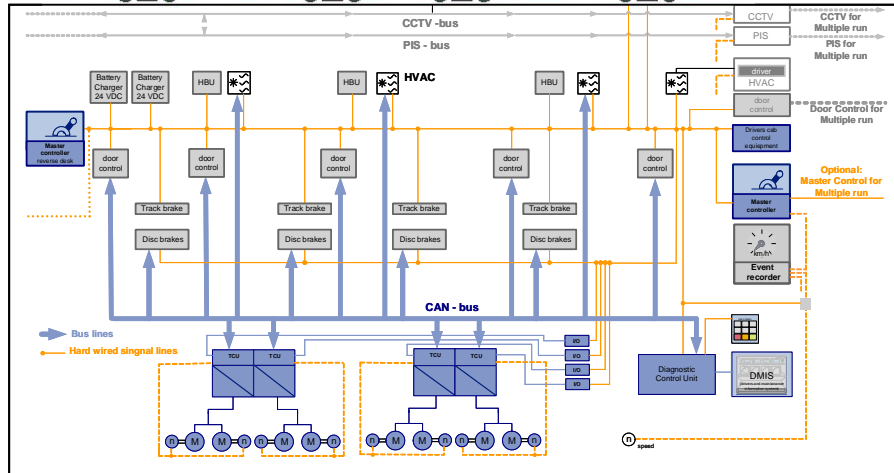 CCTV -bus
PIS - bus
CCTV
CCTV for
Multiple run
PIS
PIS for
Multiple run
Battery
Charger
24 VDC
Battery
Charger
24 VDC
HBU
HBU
HVAC
HBU
driver
HVAC
door
control
Door Control for
Multiple run
Master
controller
reverse desk
Drivers cab
control
equispment
door
control
door
control
door
control
door
control
door
control
Optional:
Master Control for
Multiple run
Master
controller
Track brake
Track brake
Track brake
Track brake
Disc brakes
Disc brakes
Disc brakes
Disc brakes
km/h
Event
recorder
CAN - bus
Bus lines
Hard wired singnal lines
TCU
TCU
TCU
TCU
I/O
I/O
I/O
I/O
Diagnostic
Control Unit
DMIS
n
M
M
n
n
M
M
n
n
M
M
n
n
M
M
n
n
speed